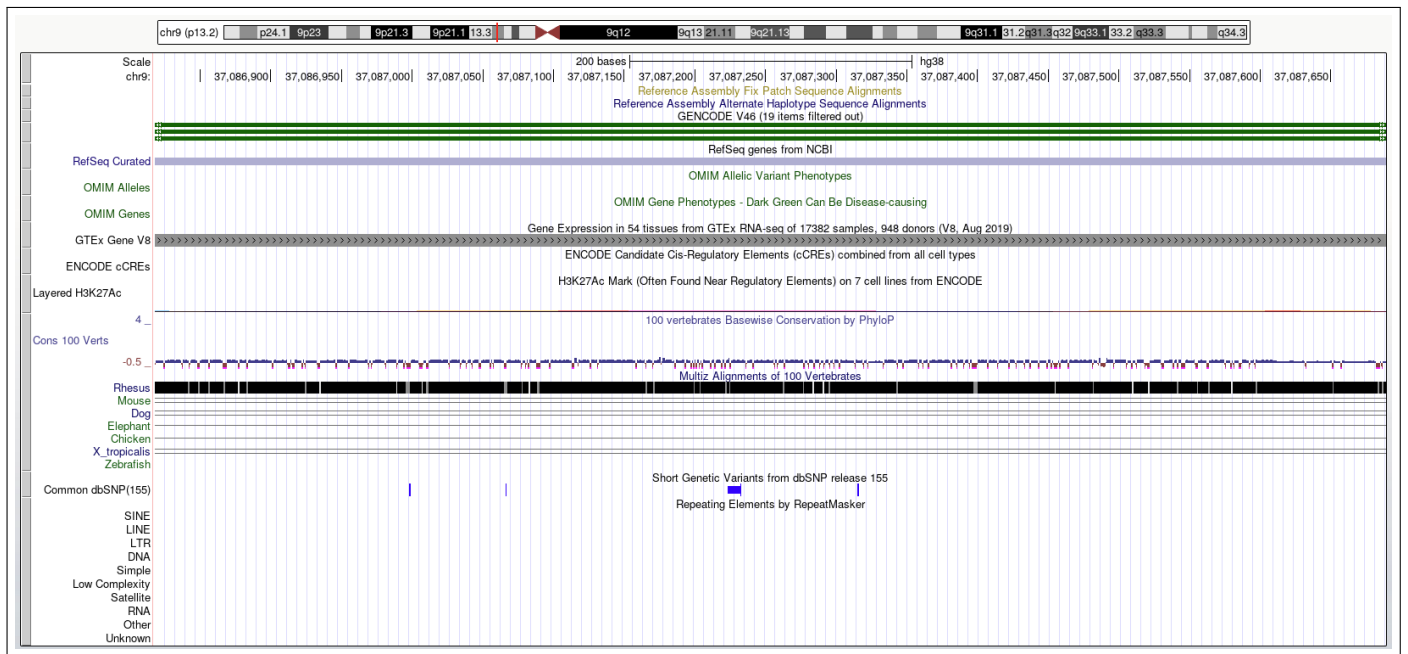 chr9 (p13.2) p24.1 9p23 9p21.3 9p21.1 13.3 9q12 9q13 21.11 9q21.13 9q31.1 31.2 q31.3 q32 9q33.1 33.2 q33.3 q34.3
Scale 200 bases hg38
chr9: 37,086,900 37,086,950 37,087,000 37,087,050 37,087,100 37,087,150 37,087,200 37,087,250 37,087,300 37,087,350 37,087,400 37,087,450 37,087,500 37,087,550 37,087,600 37,087,650
Reference Assembly Fix Patch Sequence Alignments
Reference Assembly Alternate Haplotype Sequence Alignments
GENCODE V46 (19 items filtered out)
RefSeq genes from NCBI
RefSeq Curated
OMIM Allelic Variant Phenotypes
OMIM Alleles
OMIM Gene Phenotypes - Dark Green Can Be Disease-causing
OMIM Genes
Gene Expression in 54 tissues from GTEx RNA-seq of 17382 samples, 948 donors (V8, Aug 2019)
GTEx Gene V8
ENCODE Candidate Cis-Regulatory Elements (cCREs) combined from all cell types
ENCODE cCREs
H3K27Ac Mark (Often Found Near Regulatory Elements) on 7 cell lines from ENCODE
Layered H3K27Ac
4 _ 100 vertebrates Basewise Conservation by PhyloP
Cons 100 Verts
-0.5 _
Multiz Alignments of 100 Vertebrates
Rhesus
Mouse
Dog
Elephant
Chicken
X_tropicalis
Zebrafish
Short Genetic Variants from dbSNP release 155
Common dbSNP(155)
Repeating Elements by RepeatMasker
SINE
LINE
LTR
DNA
Simple
Low Complexity
Satellite
RNA
Other
Unknown